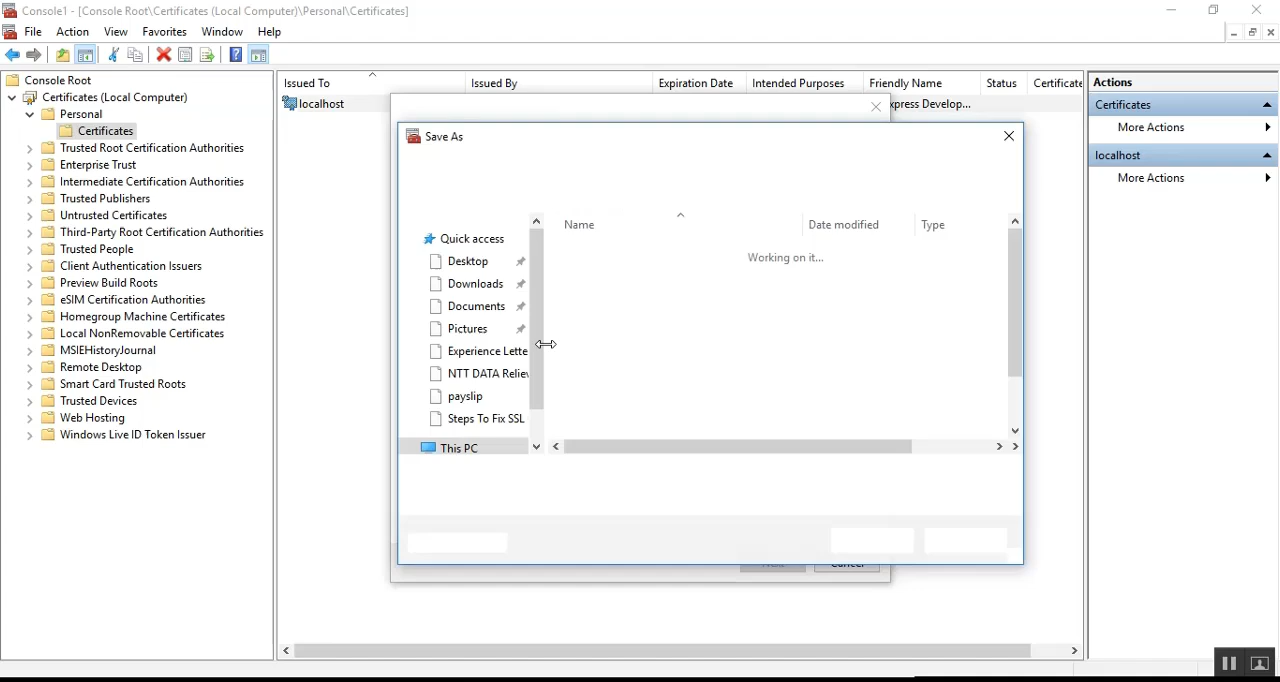 Console1 - [Console Root\Certificates (Local Computer)\Personal\Certificates]
File Action View Favorites Window Help
Console Root
Certificates (Local Computer)
Personal
Certificates
Trusted Root Certification Authorities
Enterprise Trust
Intermediate Certification Authorities
Trusted Publishers
Untrusted Certificates
Third-Party Root Certification Authorities
Trusted People
Client Authentication Issuers
Preview Build Roots
eSIM Certification Authorities
Homegroup Machine Certificates
Local NonRemovable Certificates
MSIEHistoryJournal
Remote Desktop
Smart Card Trusted Roots
Trusted Devices
Web Hosting
Windows Live ID Token Issuer
Issued To Issued By Expiration Date Intended Purposes Friendly Name Status Certificate
localhost xpress Develop...
Save As
Name Date modified Type
Working on it...
Quick access
Desktop
Downloads
Documents
Pictures
Experience Lette
NTT DATA Reliev
payslip
Steps To Fix SSL
This PC
Cancel
Actions
Certificates
More Actions
localhost
More Actions